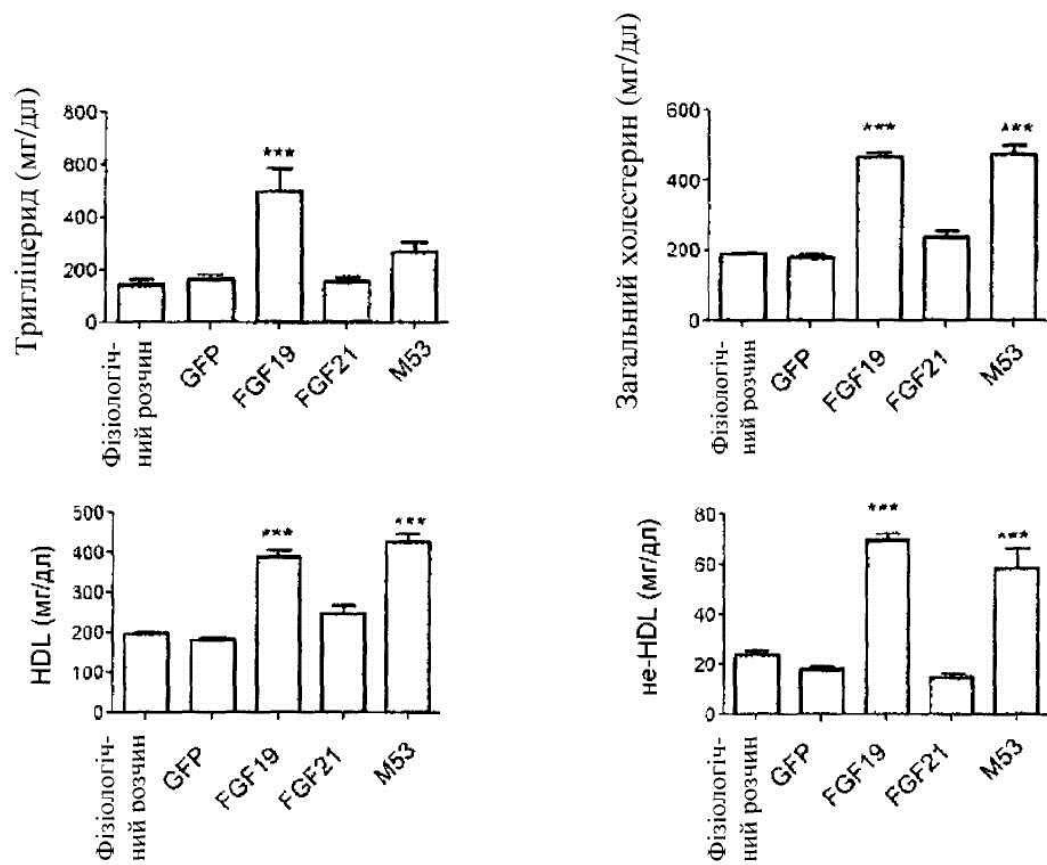 Тригліцерид (мг/дл)
800
600
400
200
0
***
Фізіологіч-
ний розчин
GFP
FGF19
FGF21
M53
Загальний холестерин (мг/дл)
600
400
200
0
***
***
Фізіологіч-
ний розчин
GFP
FGF19
FGF21
M53
HDL (мг/дл)
500
400
300
200
100
0
***
***
Фізіологіч-
ний розчин
GFP
FGF19
FGF21
M53
не-HDL (мг/дл)
80
60
40
20
0
***
***
Фізіологіч-
ний розчин
GFP
FGF19
FGF21
M53